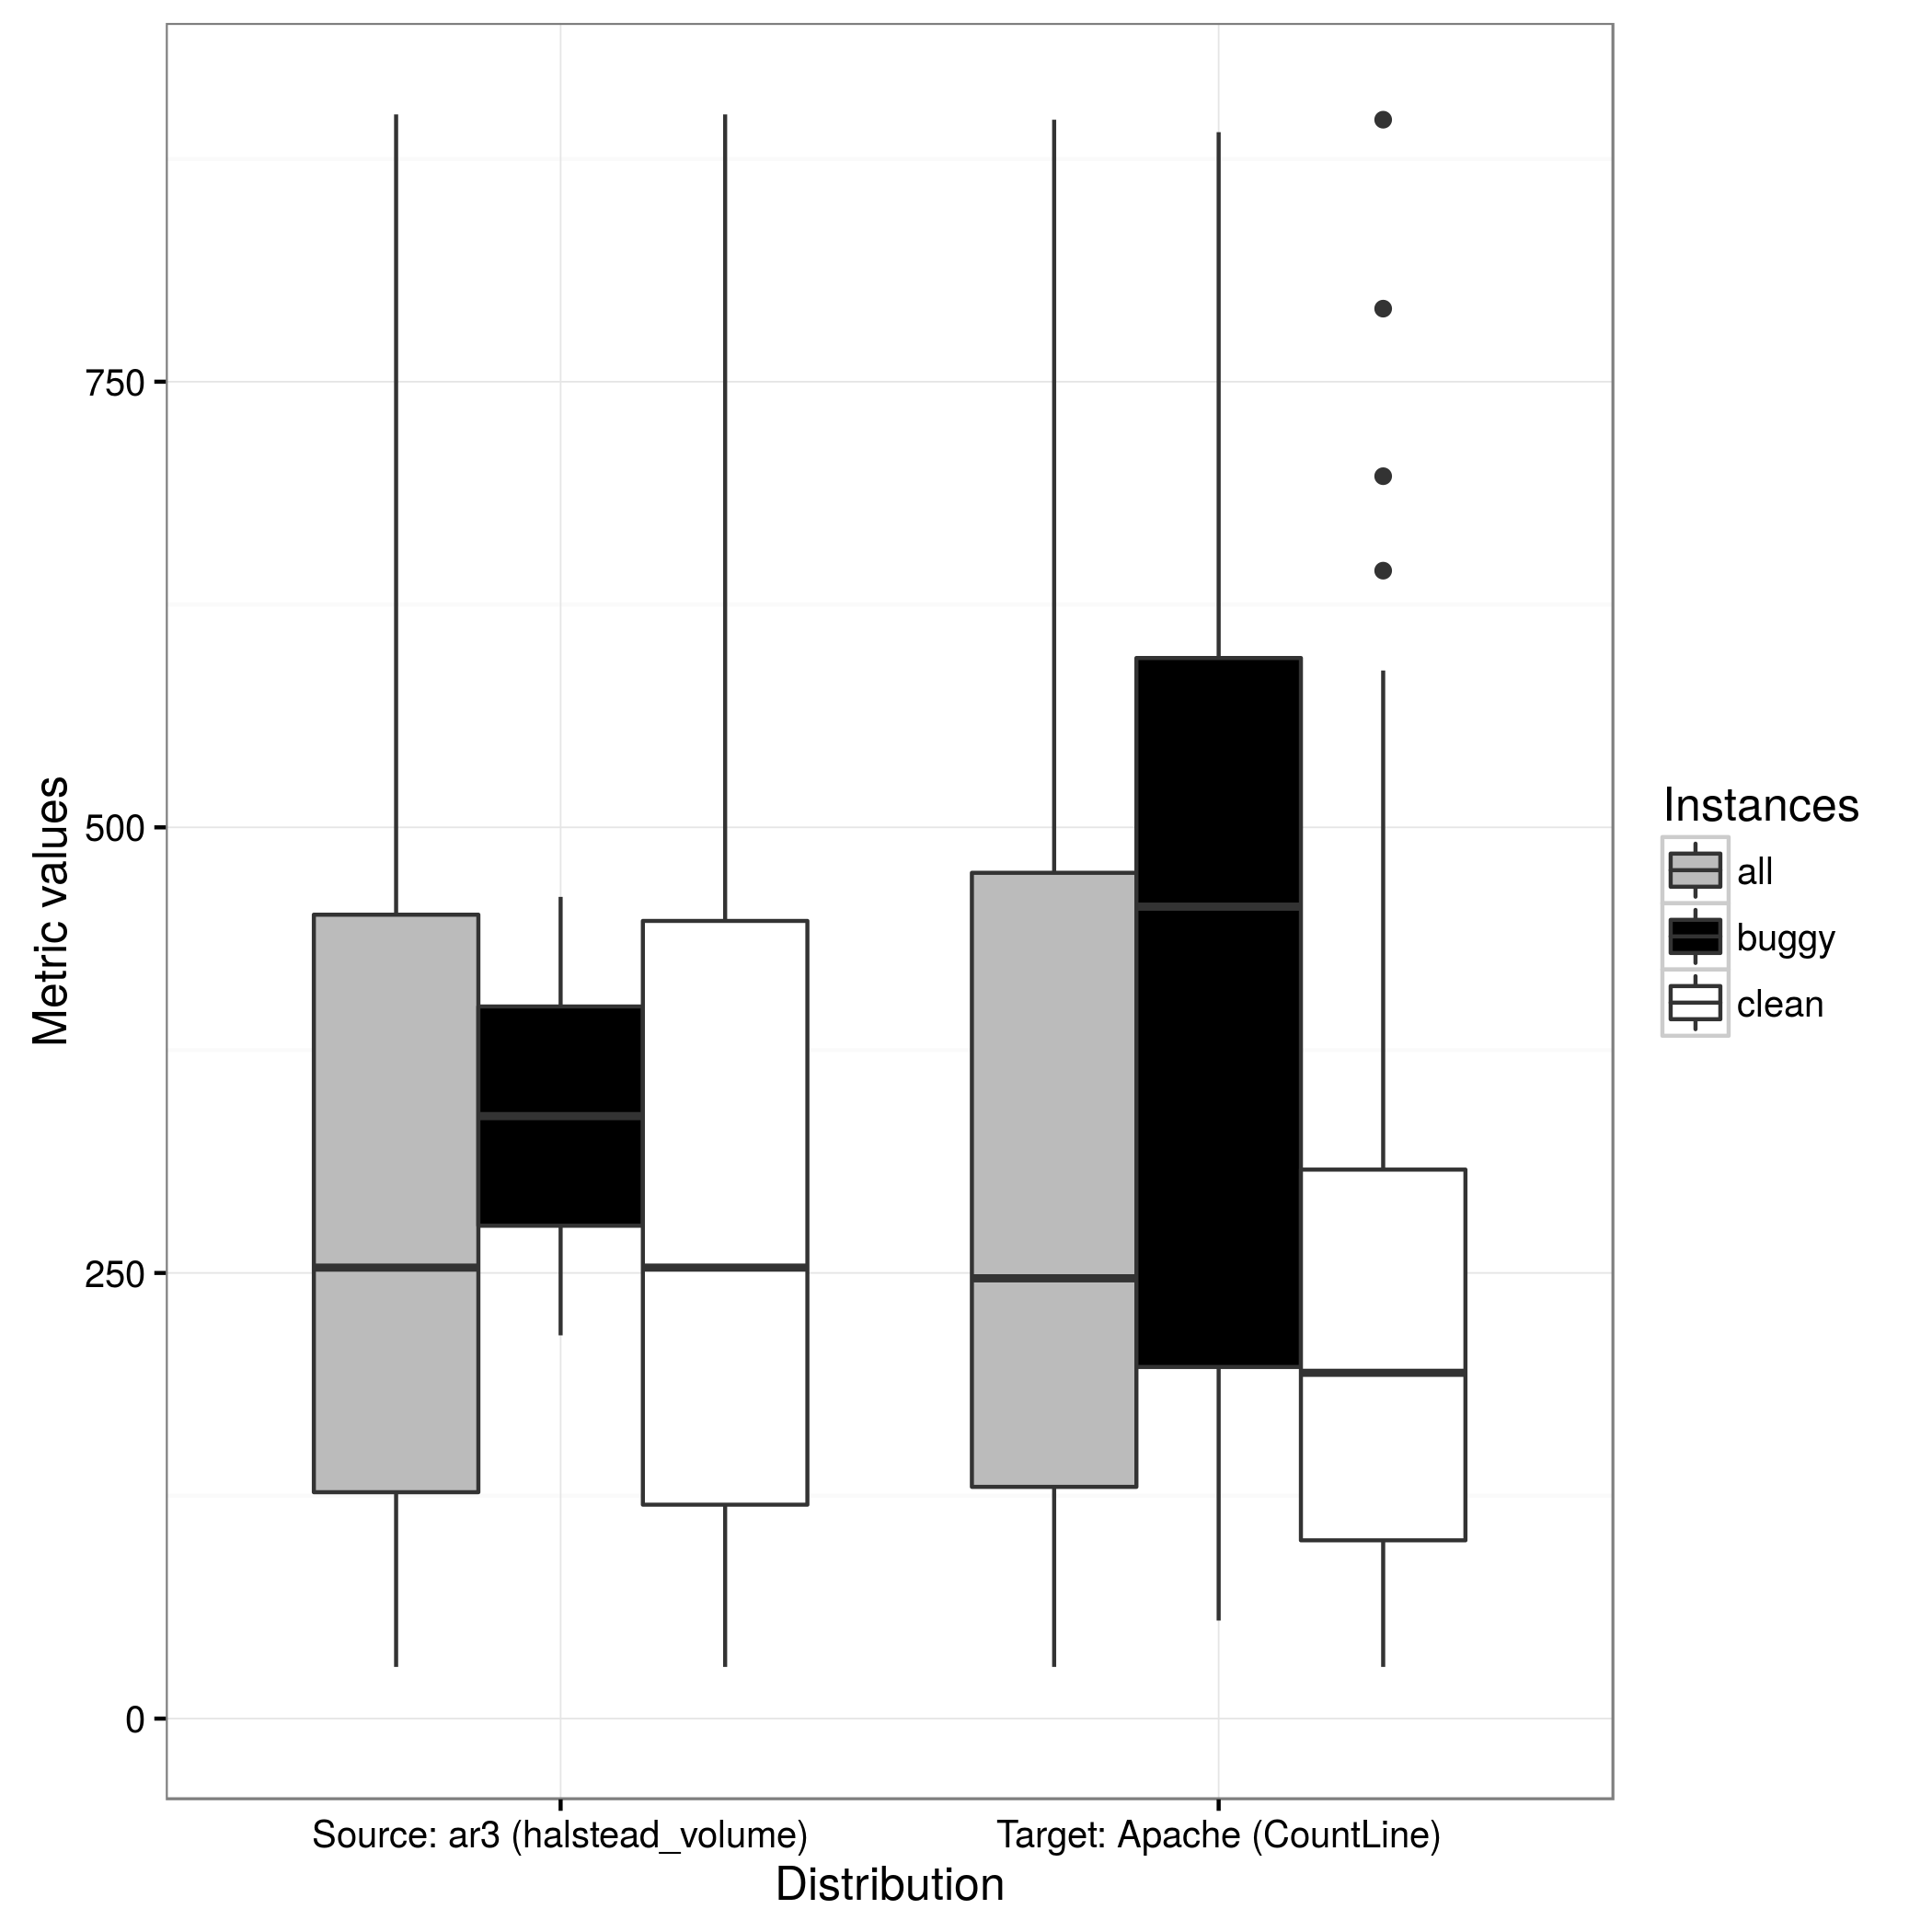 Metric values
750
500
250
0
Source: ar3 (halstead_volume)
Target: Apache (CountLine)
Distribution
Instances
all
buggy
clean